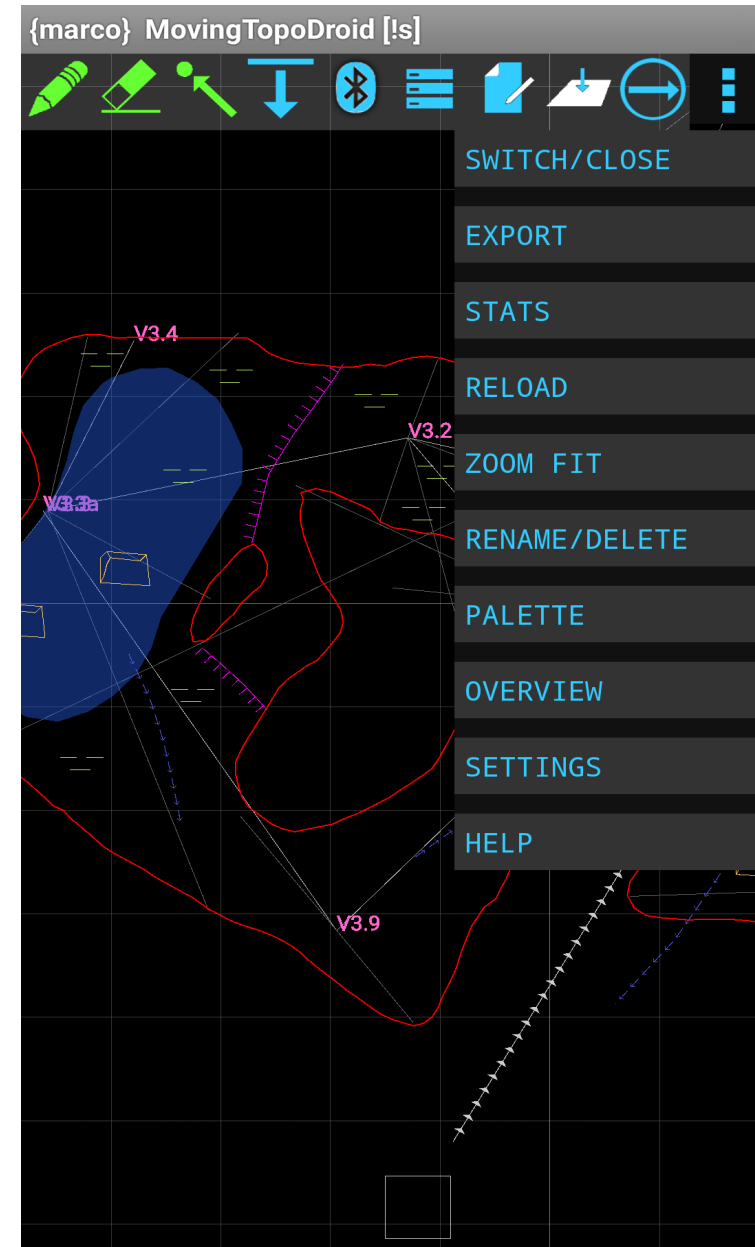 {marco} MovingTopoDroid [!s]
SWITCH/CLOSE
EXPORT
STATS
V3.4
RELOAD
V3.2
ZOOM FIT
RENAME/DELETE
PALETTE
OVERVIEW
SETTINGS
HELP
V3.9